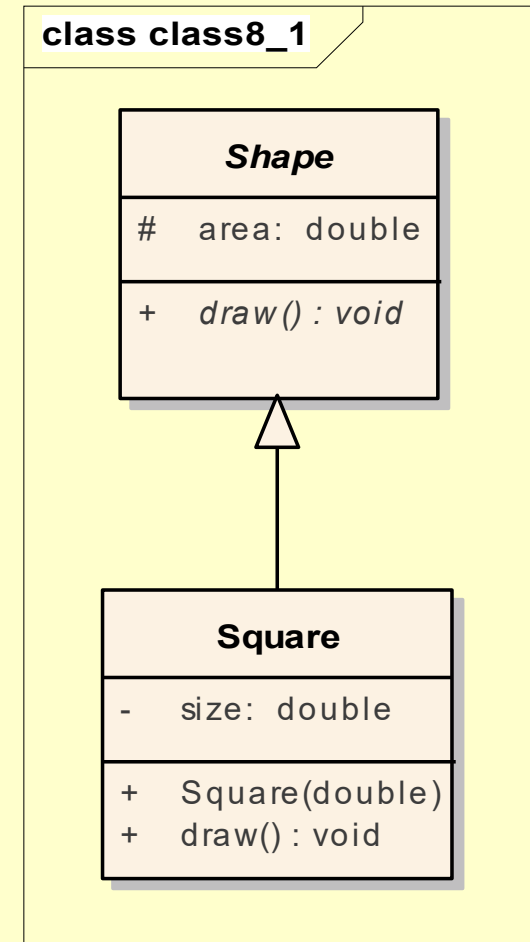 class class8_1
Shape
# area: double
+ draw() : void
Square
- size: double
+ Square(double)
+ draw() : void